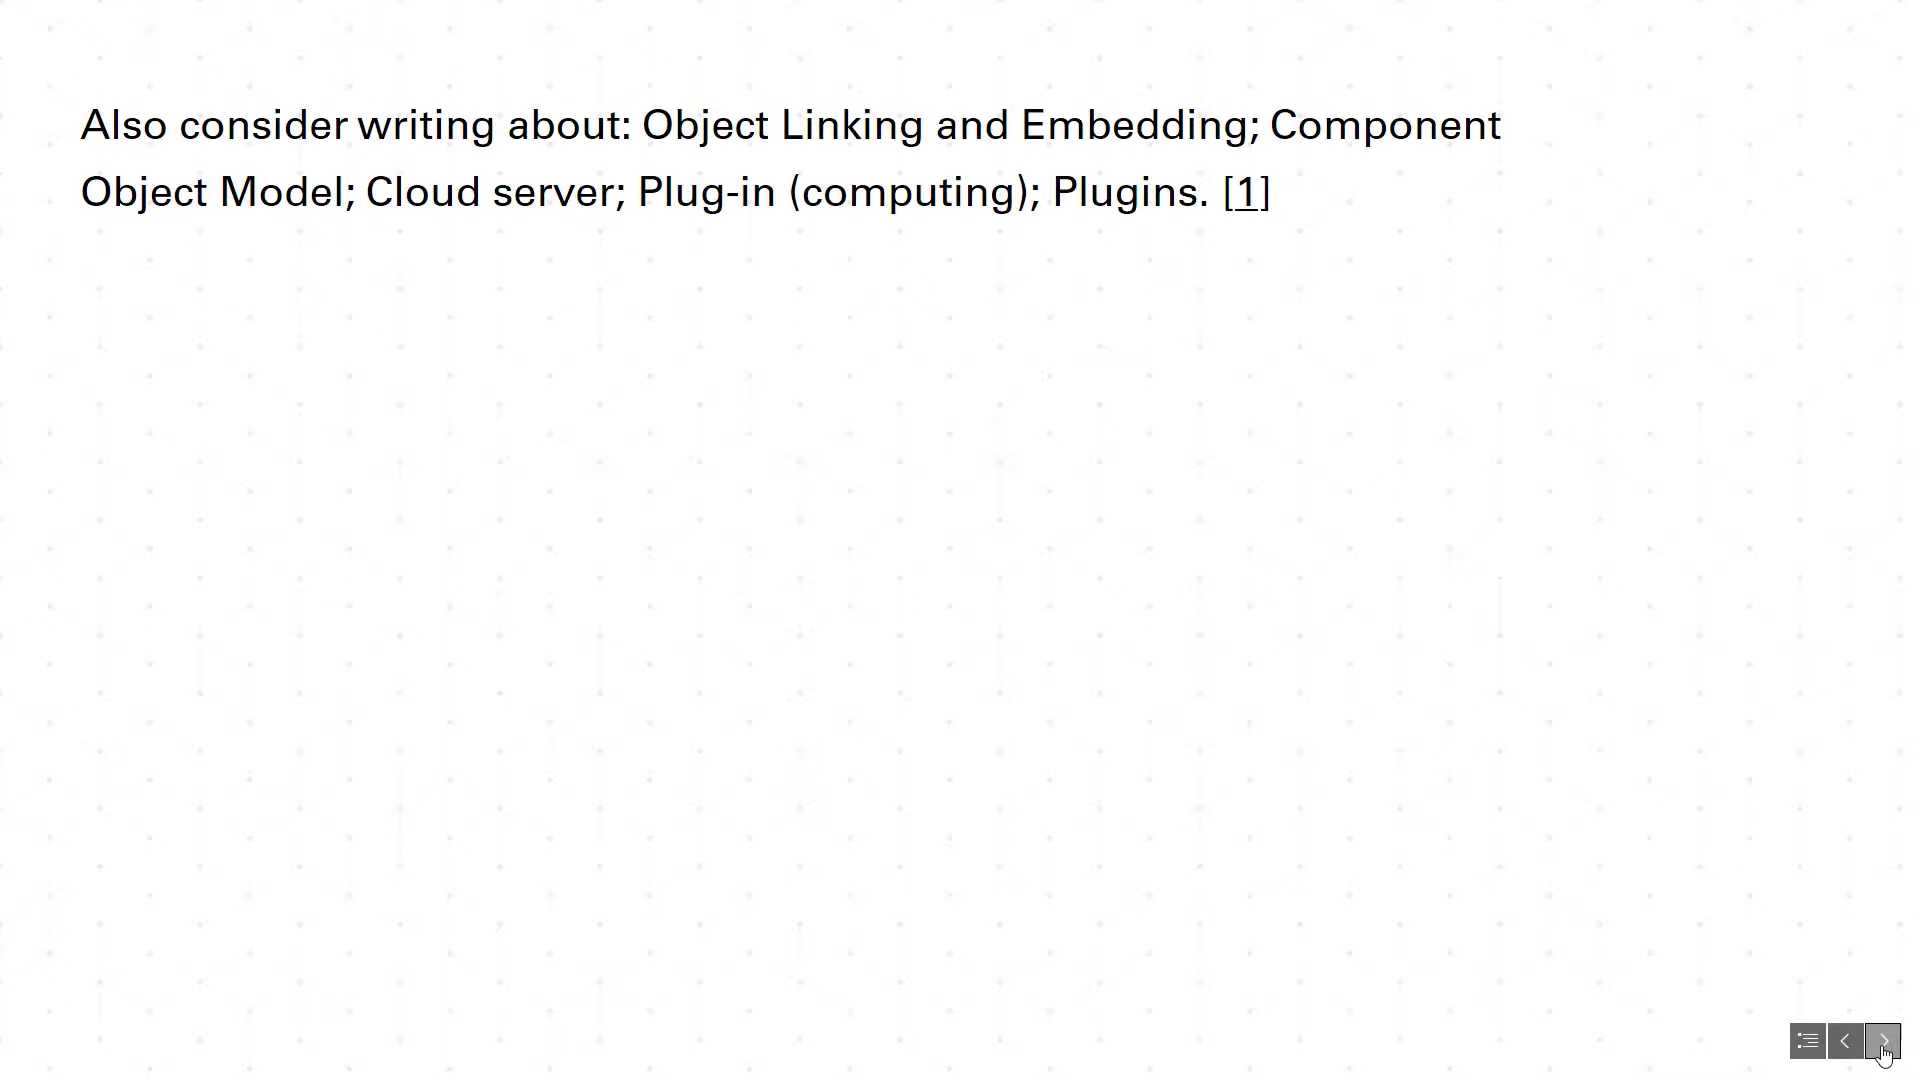 Also consider writing about: Object Linking and Embedding; Component
Object Model; Cloud server; Plug-in (computing); Plugins. [1]